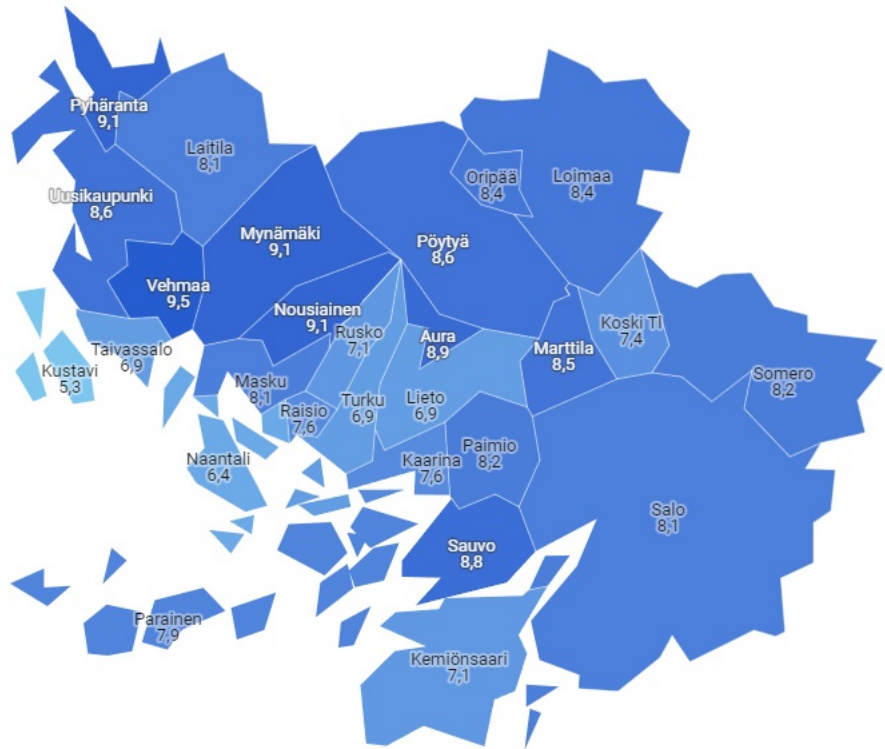 Pyhäranta
9,1
Laitila
8,1
Oripää
8,4
Loimaa
8,4
Uusikaupunki
8,6
Mynämäki
9,1
Pöytyä
8,6
Vehmaa
9,5
Nousiainen
9,1
Rusko
7,1
Aura
8,9
Koski Tl
7,4
Marttila
8,5
Taivassalo
6,9
Kustavi
5,3
Somero
8,2
Masku
8,1
Raisio
7,6
Turku
6,9
Lieto
6,9
Naantali
6,4
Kaarina
7,6
Paimio
8,2
Salo
8,1
Sauvo
8,8
Parainen
7,9
Kemiönsaari
7,1